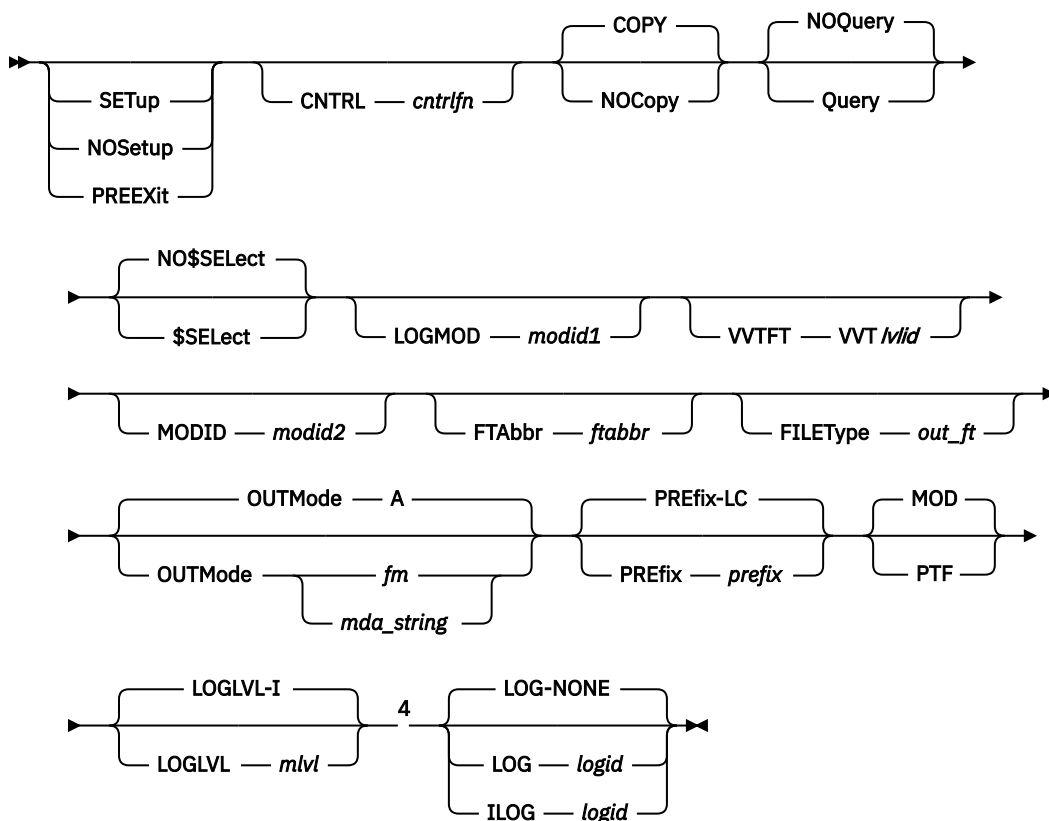 COPY NOQuery
SETup CNTRL cntrlfn NOCopy Query
NOSetup
PREEXit
NO$SELect
$SELect LOGMOD modid1 VVTFT VVT lvlid
MODID modid2 FTAbbr ftabbr FILEType out_ft
OUTMode A PREfix-LC MOD
OUTMode fm PREfix prefix PTF
mda_string
LOGLVL-I LOG-NONE
4
LOGLVL mlvl LOG logid
ILOG logid